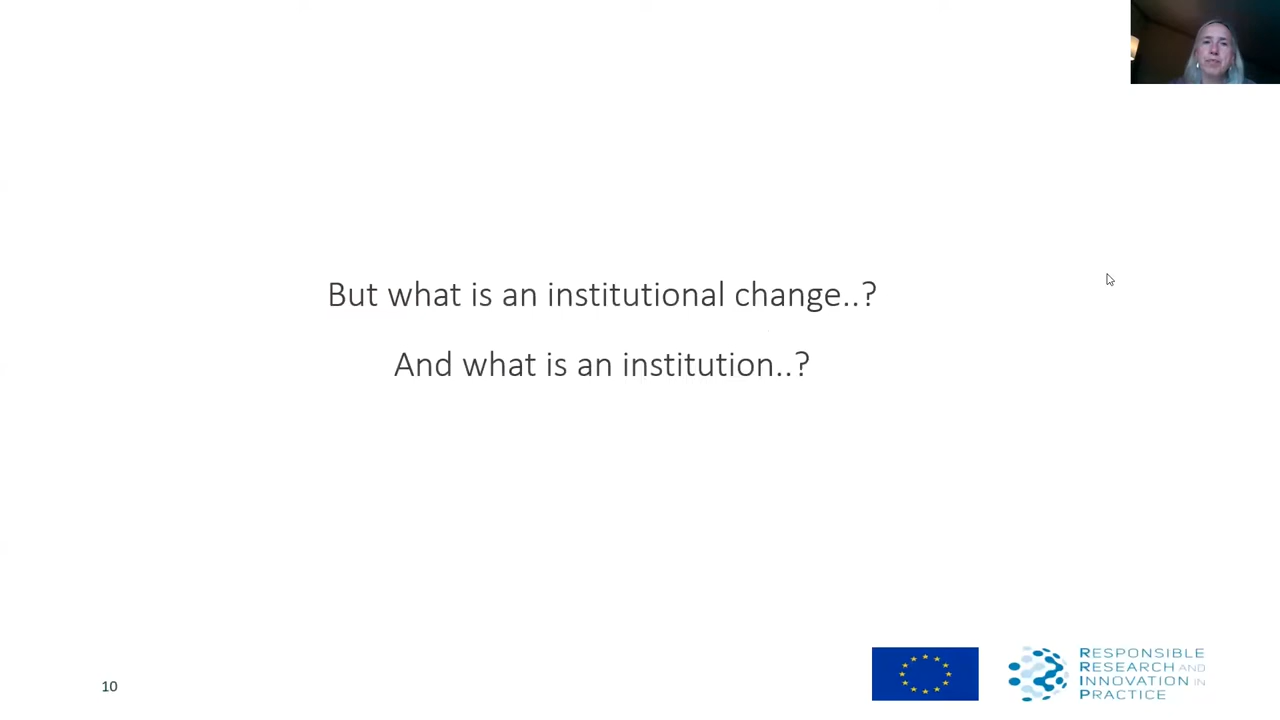 But what is an institutional change..?
And what is an institution..?
10
RESPONSIBLE
RESEARCH AND
INNOVATION IN
PRACTICE